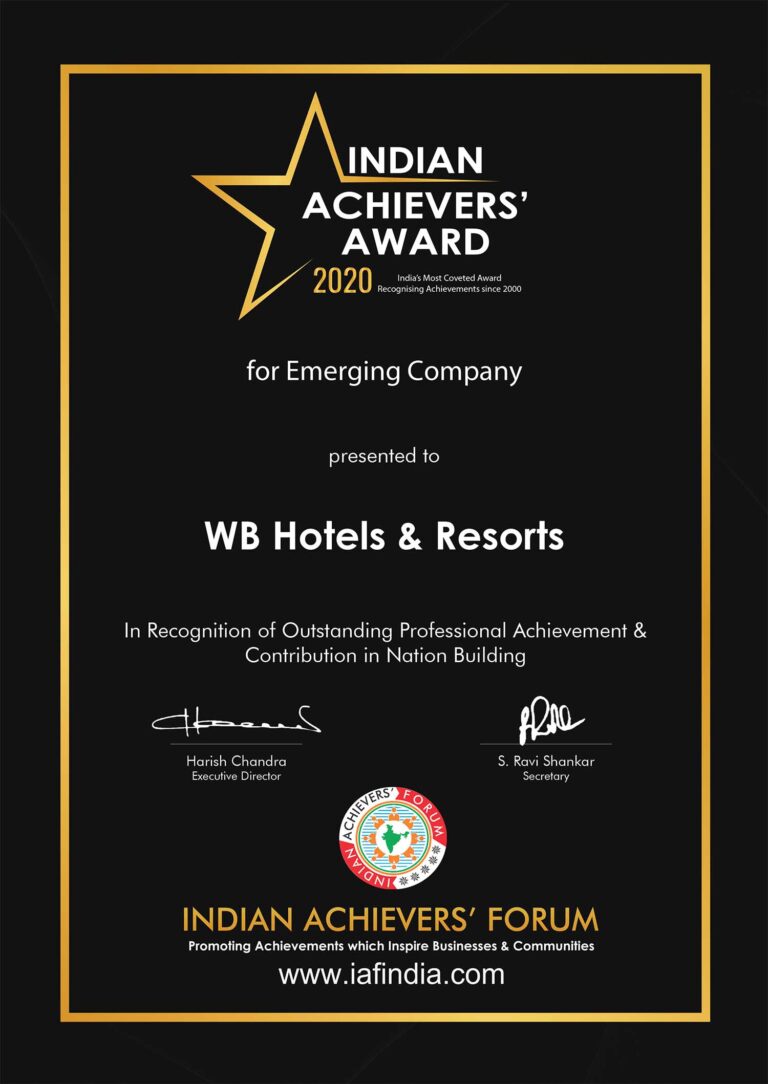 INDIAN
ACHIEVERS'
AWARD
2020 India's Most Coveted Award
Recognising Achievements since 2000
for Emerging Company
presented to
WB Hotels & Resorts
In Recognition of Outstanding Professional Achievement &
Contribution in Nation Building
Harish Chandra
Executive Director
S. Ravi Shankar
Secretary
INDIAN ACHIEVERS' FORUM
INDIAN ACHIEVERS' FORUM
Promoting Achievements which Inspire Businesses & Communities
www.iafindia.com